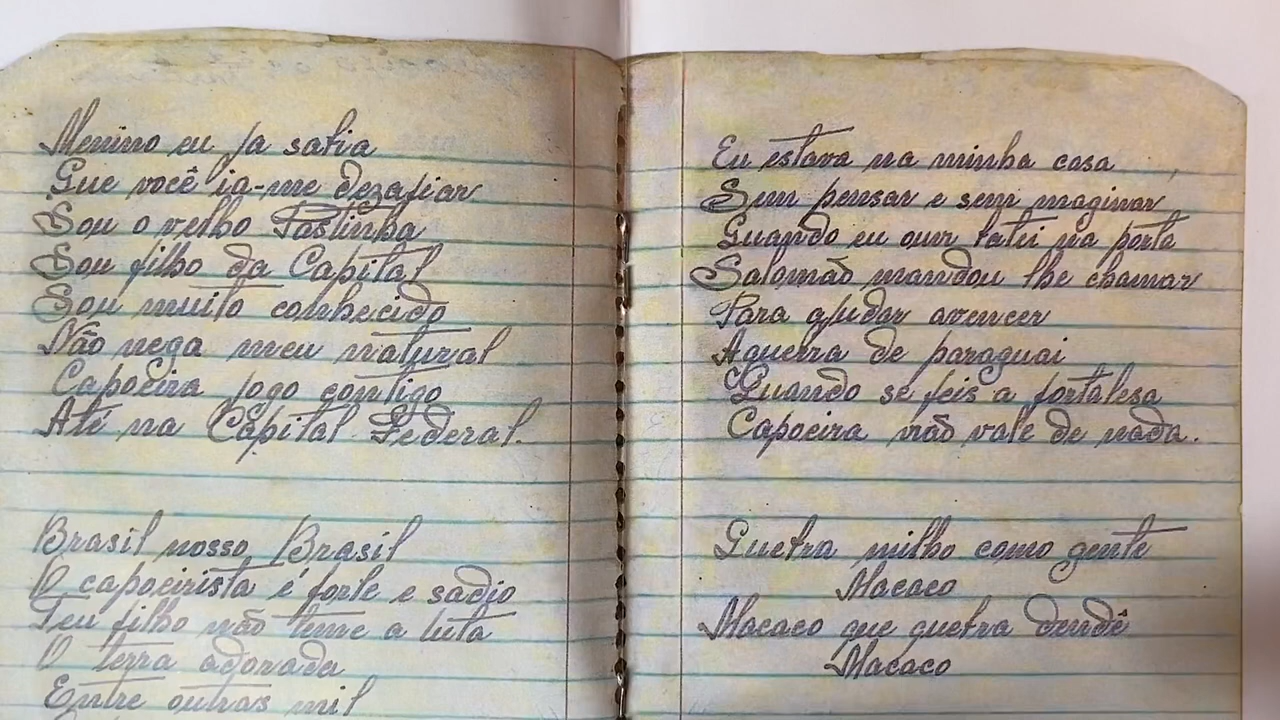 Menino eu ja sabia
Que você ia-me dezafiar
Sou o velho Pastinha
Sou filho da Capital
Sou muito conhecido
Não nega meu natural
Capoeira jogo contigo
Até na Capital Federal.
Brasil nosso Brasil
O capoeirista é forte e sadio
Teu filho não teme a luta
O terra adorada
Entre outras mil
Eu estava na minha casa
Sem pensar e sem maginar
Quando eu ouvi bater na porta
Salomão mandou lhe chamar
Para ajudar avencer
Aguerra de paraguai
Quando se feis a fortalesa
Capoeira não vale de nada.
Quebra milho como gente
Macaco
Macaco que quebra dendê
Macaco